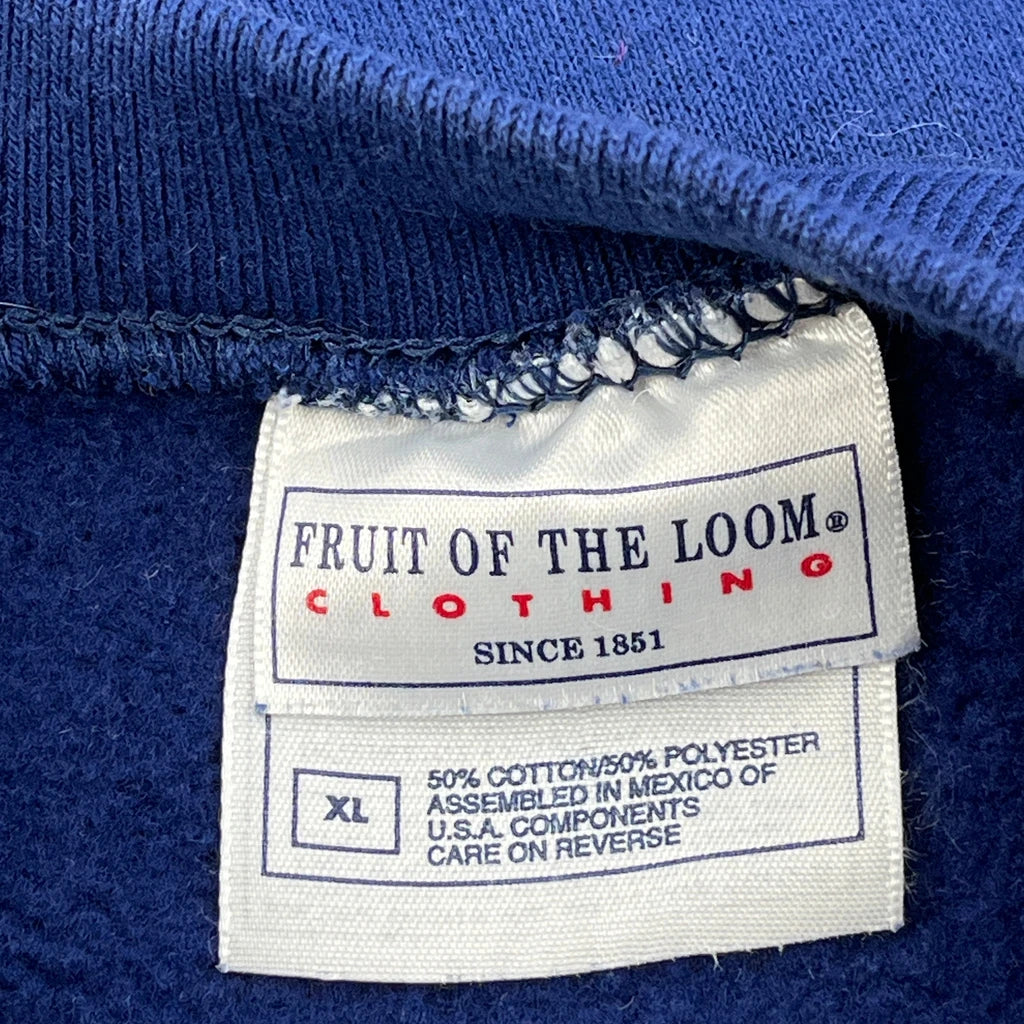 FRUIT OF THE LOOM®
CLOTHING
SINCE 1851
XL
50% COTTON/50% POLYESTER
ASSEMBLED IN MEXICO OF
U.S.A. COMPONENTS
CARE ON REVERSE